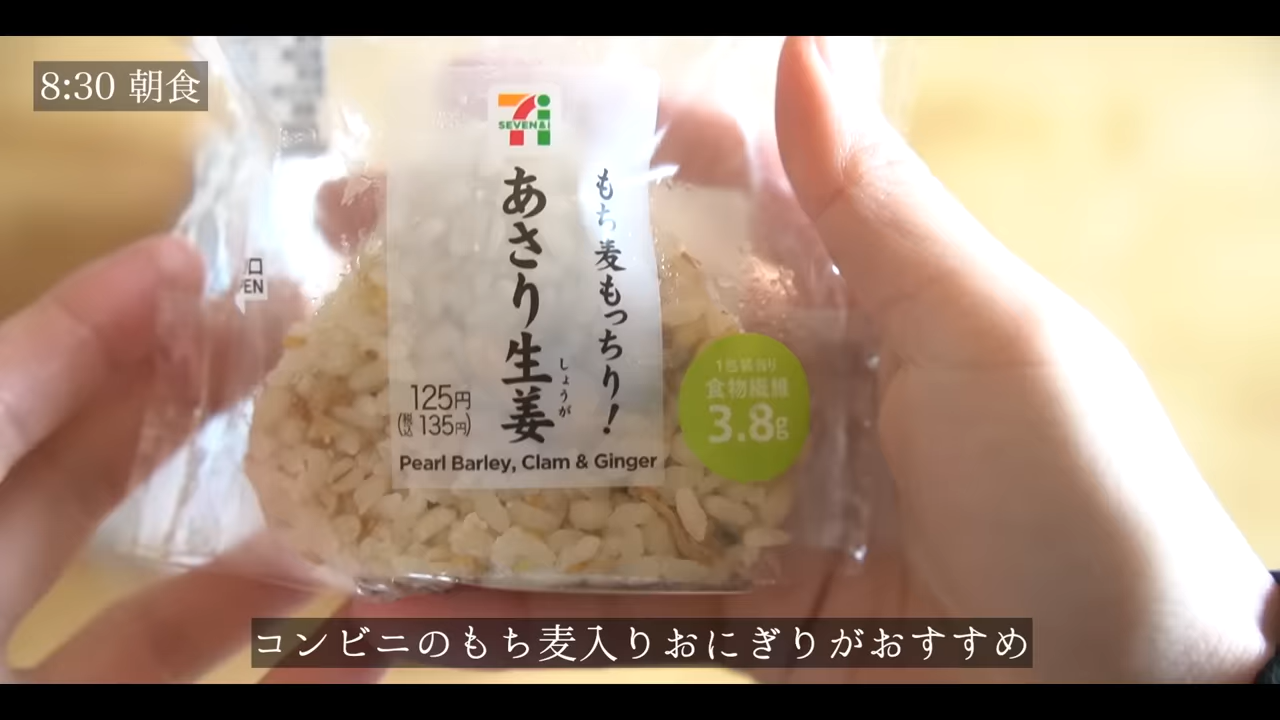 8:30 朝食
SEVEN&I
もち麦もっちり!
あさり生姜
しょうが
125円
(税込135円)
Pearl Barley, Clam & Ginger
1包装当り
食物繊維
3.8g
コンビニのもち麦入りおにぎりがおすすめ